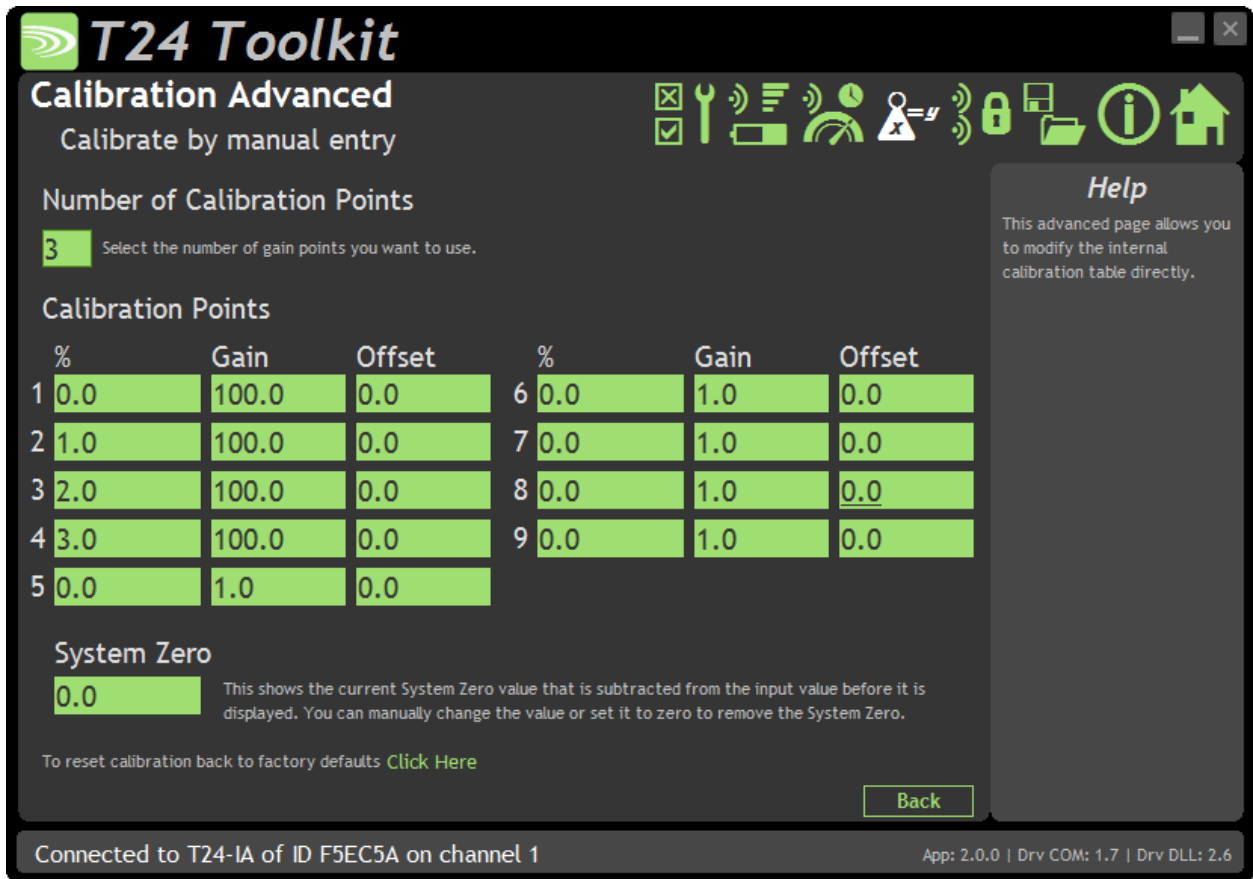 T24 Toolkit
Calibration Advanced
Calibrate by manual entry
x =y
Number of Calibration Points
3 Select the number of gain points you want to use.
Calibration Points
% Gain Offset % Gain Offset
1 0.0 100.0 0.0 6 0.0 1.0 0.0
2 1.0 100.0 0.0 7 0.0 1.0 0.0
3 2.0 100.0 0.0 8 0.0 1.0 0.0
4 3.0 100.0 0.0 9 0.0 1.0 0.0
5 0.0 1.0 0.0
System Zero
0.0
This shows the current System Zero value that is subtracted from the input value before it is
displayed. You can manually change the value or set it to zero to remove the System Zero.
To reset calibration back to factory defaults Click Here
Back
Help
This advanced page allows you
to modify the internal
calibration table directly.
Connected to T24-IA of ID F5EC5A on channel 1
App: 2.0.0 | Drv COM: 1.7 | Drv DLL: 2.6